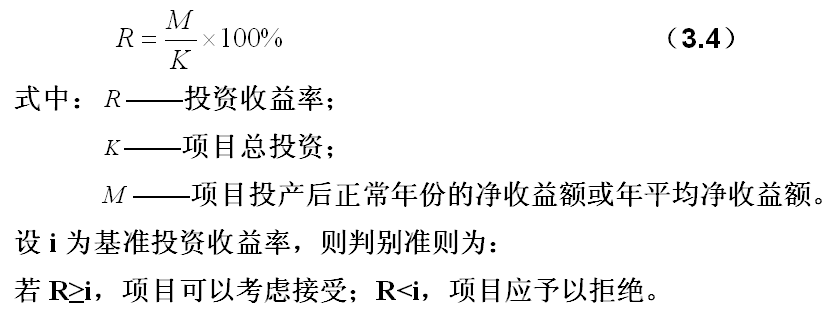 R = M/K ×100% （3.4）
式中：R——投资收益率；
K——项目总投资；
M——项目投产后正常年份的净收益额或年平均净收益额。
设 i 为基准投资收益率，则判别准则为：
若 R≥i，项目可以考虑接受；R<i，项目应予以拒绝。